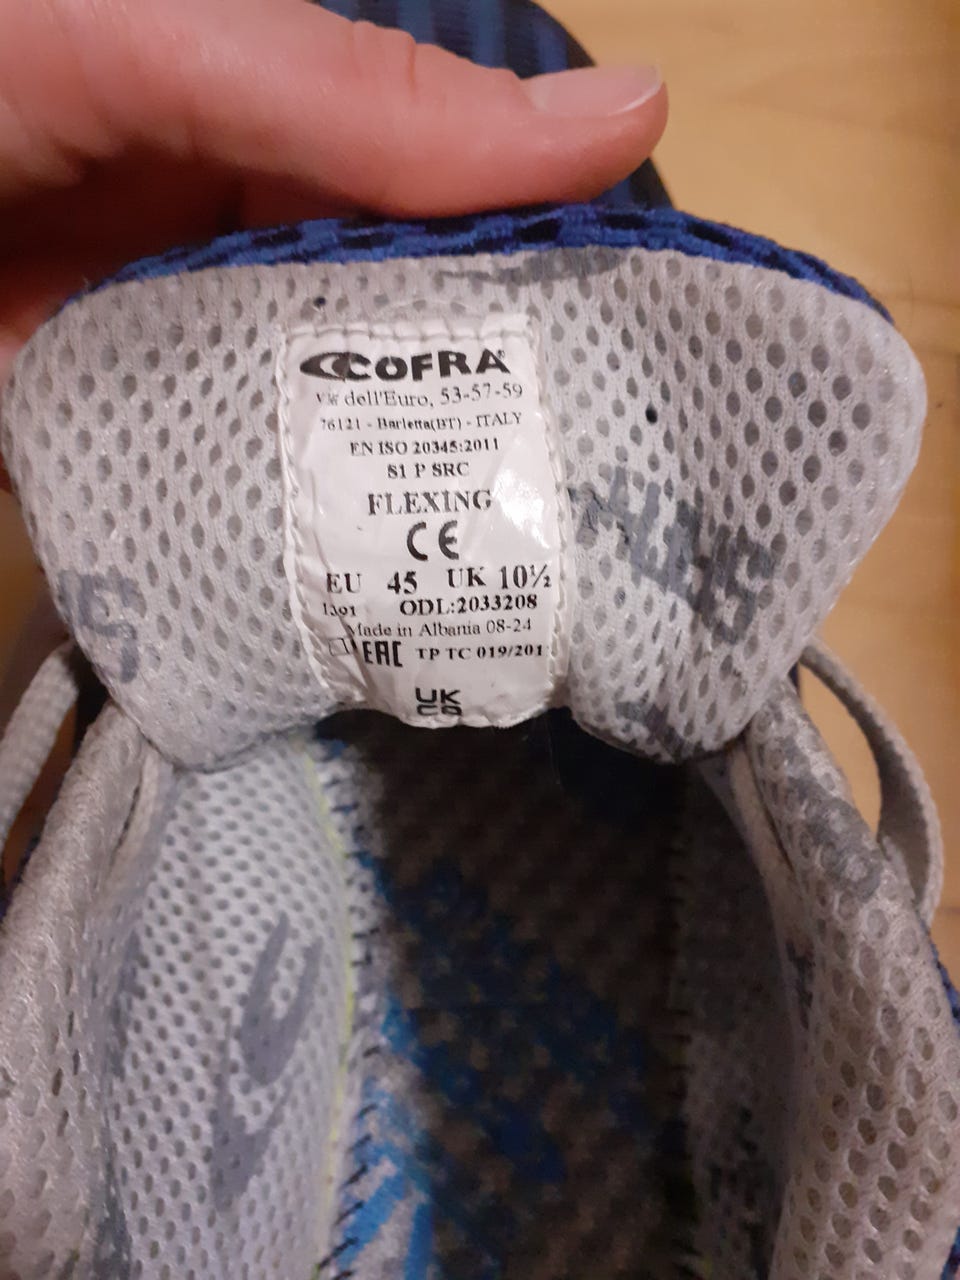 COFRA
Via dell'Euro, 53-57-59
76121 - Barletta(BT) - ITALY
EN ISO 20345:2011
S1 P SRC
FLEXING
CE
EU 45 UK 10½
ODL:2033208
Made in Albania 08-24
EAC TP TC 019/201
UK
CA